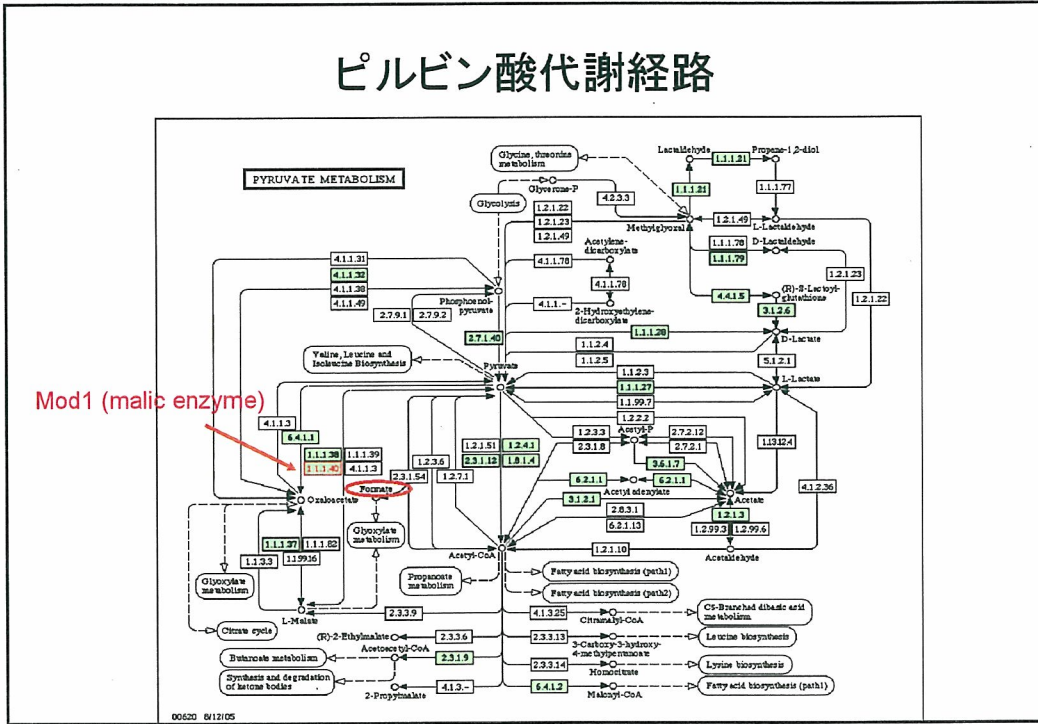 ピルビン酸代謝経路
PYRUVATE METABOLISM
Glycine, threonine
metabolism
Lactaldehyde
1.1.1.21
Propane-1,2-diol
Glycerone-P
4.2.3.3
1.1.1.21
1.1.1.77
Glycolysis
1.2.1.22
1.2.1.23
1.2.1.49
Methylglyoxal
1.2.1.49
L-Lactaldehyde
Acetylene-
dicarboxylate
1.1.1.78
1.1.1.79
D-Lactaldehyde
4.1.1.31
4.1.1.32
4.1.1.38
4.1.1.49
4.1.1.78
4.1.1.78
1.2.1.23
1.2.1.22
Phosphoenol-
pyruvate
4.1.1.-
2-Hydroxyethylene-
dicarboxylate
4.4.1.5
(R)-S-Lactoyl-
glutathione
2.7.9.1
2.7.9.2
3.1.2.6
2.7.1.40
1.1.1.28
D-Lactate
1.1.2.4
1.1.2.5
5.1.2.1
Valine, Leucine and
Isoleucine Biosynthesis
Pyruvate
1.1.2.3
1.1.1.27
1.1.99.7
L-Lactate
Mod1 (malic enzyme)
4.1.1.3
6.4.1.1
1.2.2.2
1.2.3.3
2.3.1.8
Acetyl-P
2.7.2.12
2.7.2.1
1.13.12.4
1.1.1.38
1.1.1.39
1.1.1.40
4.1.1.3
2.3.1.54
1.2.3.6
1.2.7.1
1.2.1.51
1.2.4.1
2.3.1.12
1.8.1.4
3.6.1.7
6.2.1.1
Acetyl adenylate
6.2.1.1
4.1.2.36
Oxaloacetate
Formate
3.1.2.1
Acetate
2.8.3.1
6.2.1.13
1.2.1.3
1.2.99.3
1.2.99.6
Glyoxylate
metabolism
1.1.1.37
1.1.1.82
1.1.99.16
1.1.3.3
Acetyl-CoA
1.2.1.10
Acetaldehyde
Glyoxylate
metabolism
Propanoate
metabolism
Fatty acid biosynthesis (path1)
Fatty acid biosynthesis (path2)
L-Malate
2.3.3.9
4.1.3.25
Citramalyl-CoA
C5-Branched dibasic acid
metabolism
Citrate cycle
(R)-2-Ethylmalate
2.3.3.6
2.3.3.13
3-Carboxy-3-hydroxy-
4-methylpentanoate
Leucine biosynthesis
Butanoate metabolism
Acetoacetyl-CoA
2.3.1.9
2.3.3.14
Homocitrate
Lysine biosynthesis
Synthesis and degradation
of ketone bodies
2-Propylmalate
4.1.3.-
6.4.1.2
Malonyl-CoA
Fatty acid biosynthesis (path1)
00620 8/12/05